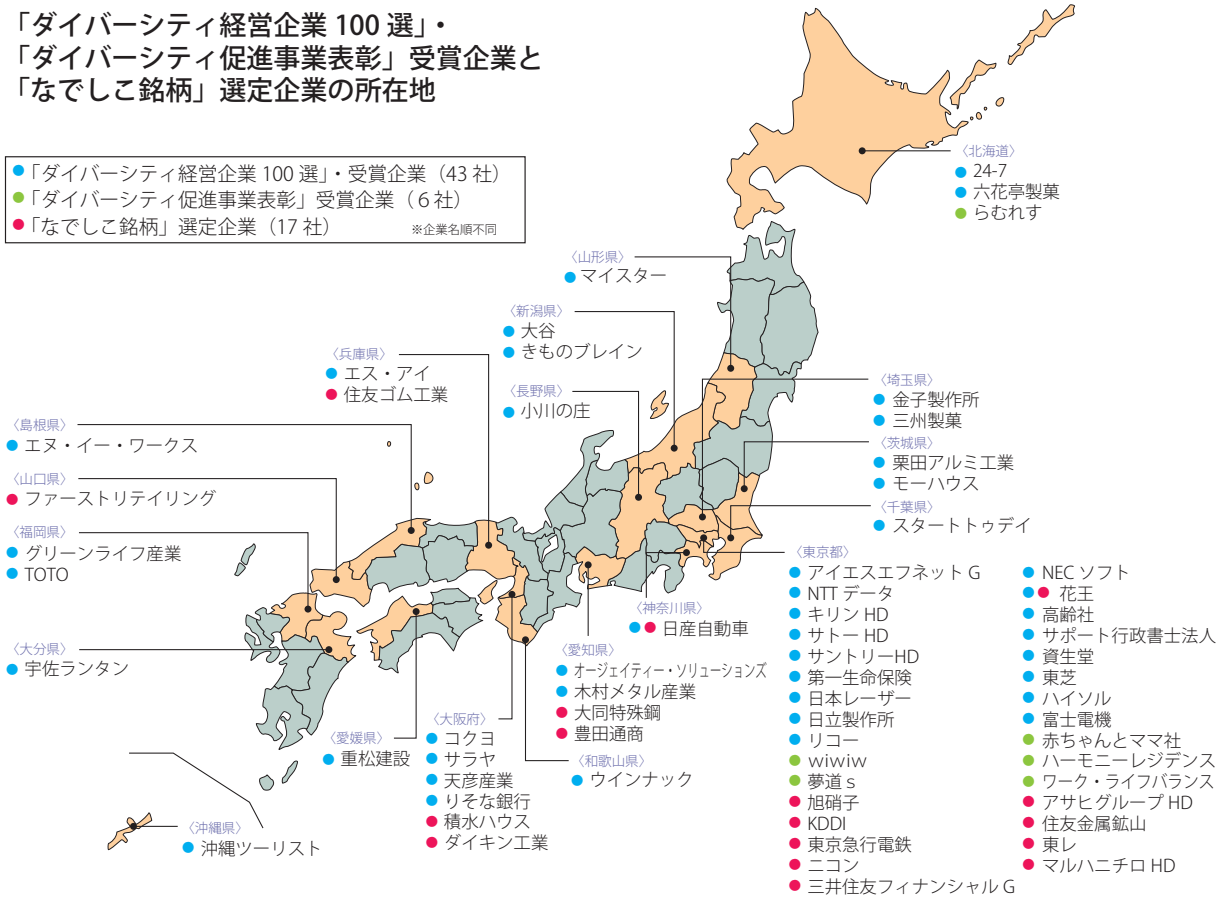 「ダイバーシティ経営企業 100 選」・
「ダイバーシティ促進事業表彰」受賞企業と
「なでしこ銘柄」選定企業の所在地
「ダイバーシティ経営企業 100 選」・受賞企業（43 社）
「ダイバーシティ促進事業表彰」受賞企業（６社）
「なでしこ銘柄」選定企業（17 社）
※企業名順不同
〈北海道〉
24-7
六花亭製菓
らむれす
〈山形県〉
マイスター
〈新潟県〉
大谷
きものブレイン
〈兵庫県〉
エス・アイ
住友ゴム工業
〈長野県〉
小川の庄
〈島根県〉
エヌ・イー・ワークス
〈山口県〉
ファーストリテイリング
〈福岡県〉
グリーンライフ産業
TOTO
〈大分県〉
宇佐ランタン
〈埼玉県〉
金子製作所
三州製菓
〈茨城県〉
栗田アルミ工業
モーハウス
〈千葉県〉
スタートトゥデイ
〈東京都〉
アイエスエフネット G
NTT データ
キリン HD
サトー HD
サントリーHD
第一生命保険
日本レーザー
日立製作所
リコー
wiwiw
夢道 s
旭硝子
KDDI
東京急行電鉄
ニコン
三井住友フィナンシャル G
NEC ソフト
花王
高齢社
サポート行政書士法人
資生堂
東芝
ハイソル
富士電機
赤ちゃんとママ社
ハーモニーレジデンス
ワーク・ライフバランス
アサヒグループ HD
住友金属鉱山
東レ
マルハニチロ HD
〈神奈川県〉
日産自動車
〈愛知県〉
オージェイティー・ソリューションズ
木村メタル産業
大同特殊鋼
豊田通商
〈和歌山県〉
ウインナック
〈大阪府〉
コクヨ
サラヤ
天彦産業
りそな銀行
積水ハウス
ダイキン工業
〈愛媛県〉
重松建設
〈沖縄県〉
沖縄ツーリスト